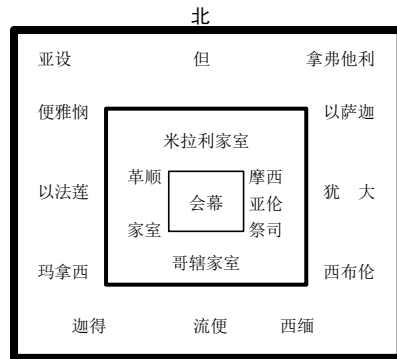 北
亚设 但 拿弗他利
便雅悯 以萨迦
米拉利家室
革顺 摩西
会幕 亚伦
以法莲 犹 大
家室 祭司
哥辖家室
玛拿西 西布伦
迦得 流便 西缅